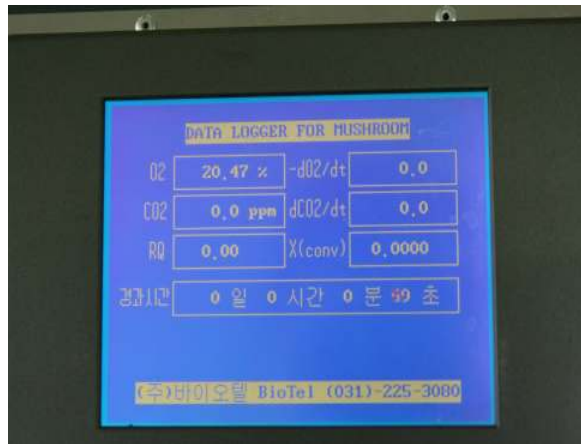 DATA LOGGER FOR MUSHROOM
O2 20.47 % -dO2/dt 0.0
CO2 0.0 ppm dCO2/dt 0.0
RQ 0.00 X(conv) 0.0000
경과시간 0 일 0 시간 0 분 59 초
(주)바이오텔 BioTel (031)-225-3080